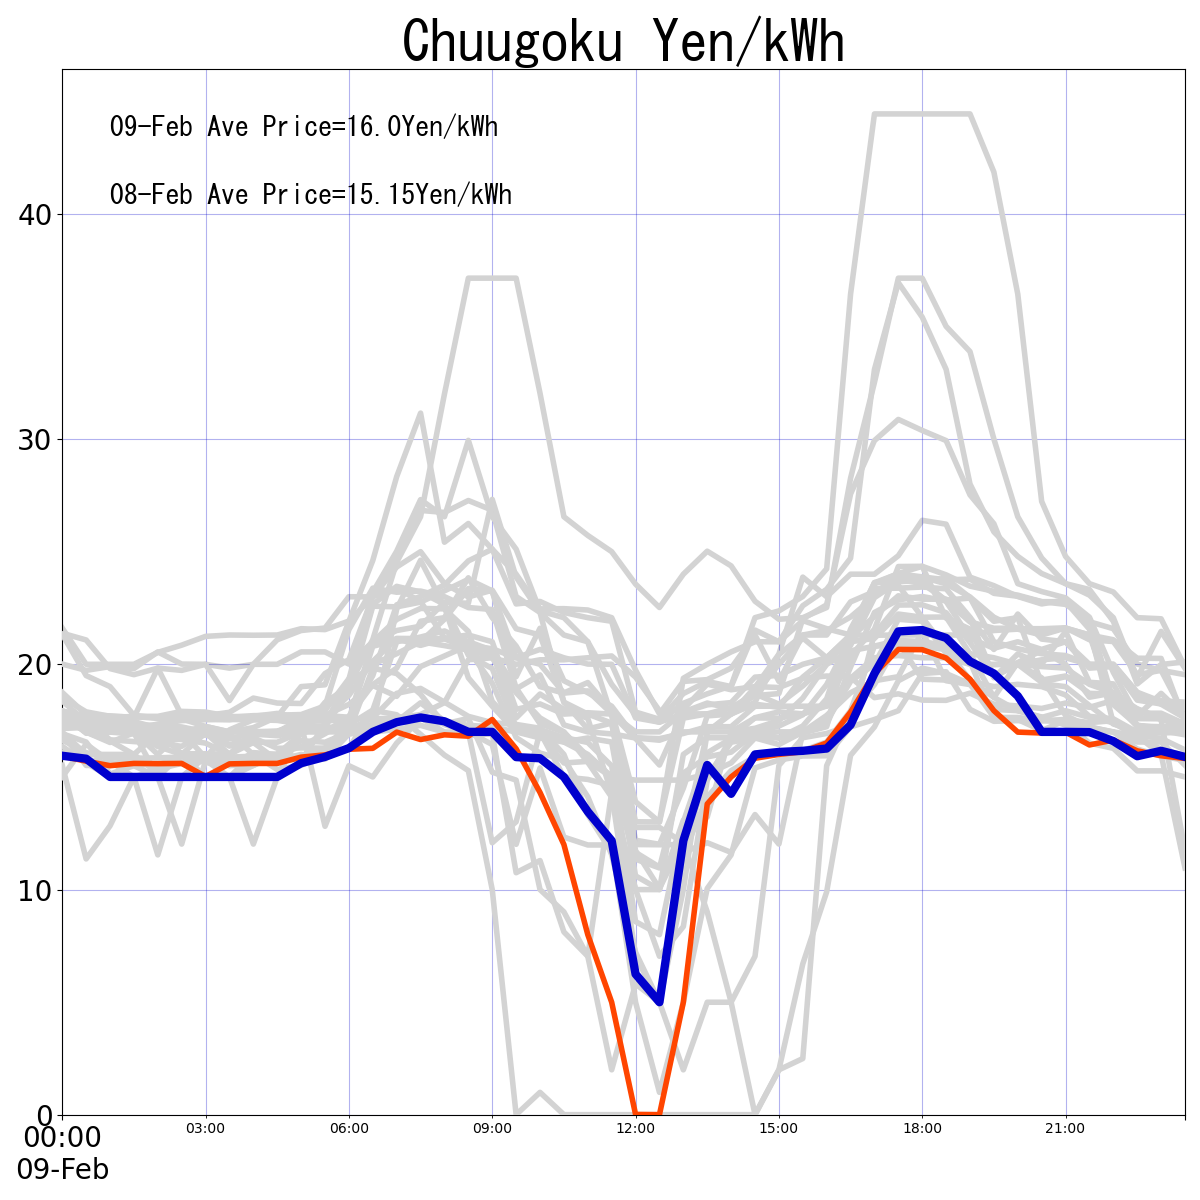 Chuugoku Yen/kWh
09-Feb Ave Price=16.0Yen/kWh
08-Feb Ave Price=15.15Yen/kWh
40
30
20
10
0
00:00 03:00 06:00 09:00 12:00 15:00 18:00 21:00
09-Feb